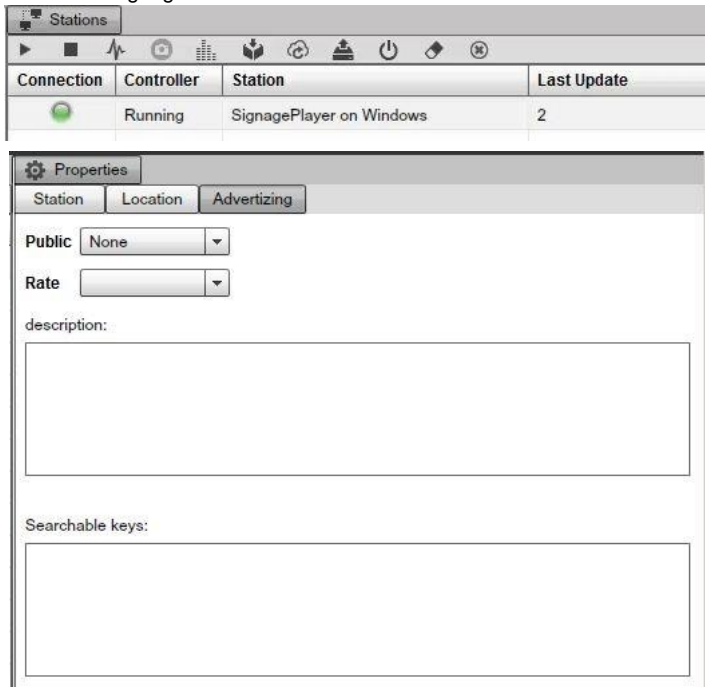 Stations
Connection Controller Station Last Update
Running SignagePlayer on Windows 2
Properties
Station Location Advertizing
Public None
Rate
description:
Searchable keys: